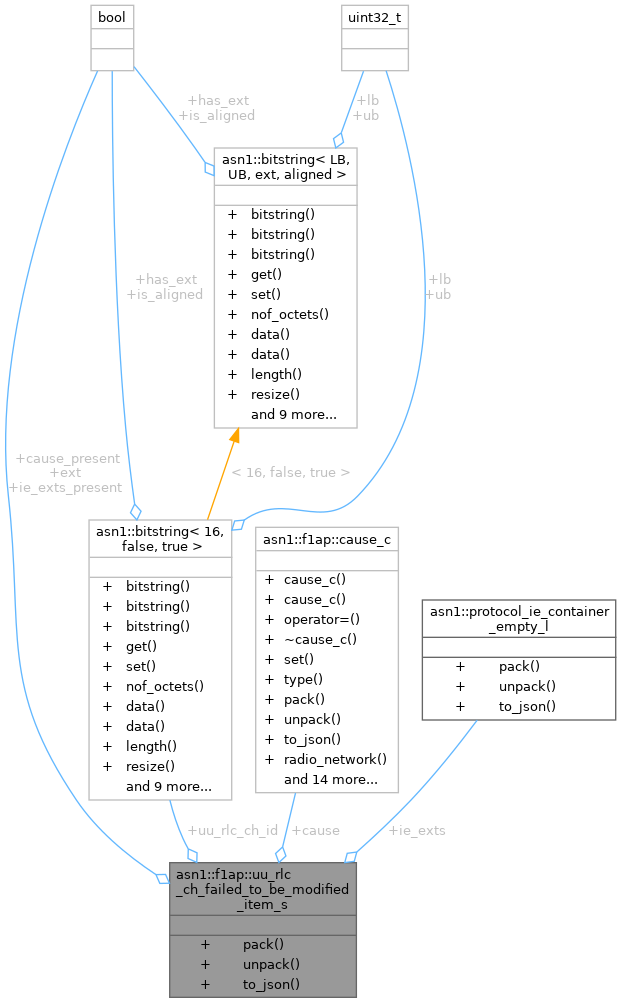 bool
uint32_t
+has_ext
+is_aligned
+lb
+ub
asn1::bitstring< LB,
UB, ext, aligned >
+ bitstring()
+ bitstring()
+ bitstring()
+ get()
+ set()
+ nof_octets()
+ data()
+ data()
+ length()
+ resize()
and 9 more...
+has_ext
+is_aligned
+lb
+ub
+cause_present
+ext
+ie_exts_present
< 16, false, true >
asn1::bitstring< 16,
false, true >
+ bitstring()
+ bitstring()
+ bitstring()
+ get()
+ set()
+ nof_octets()
+ data()
+ data()
+ length()
+ resize()
and 9 more...
asn1::f1ap::cause_c
+ cause_c()
+ cause_c()
+ operator=()
+ ~cause_c()
+ set()
+ type()
+ pack()
+ unpack()
+ to_json()
+ radio_network()
and 14 more...
asn1::protocol_ie_container
_empty_l
+ pack()
+ unpack()
+ to_json()
+uu_rlc_ch_id
+cause
+ie_exts
asn1::f1ap::uu_rlc
_ch_failed_to_be_modified
_item_s
+ pack()
+ unpack()
+ to_json()